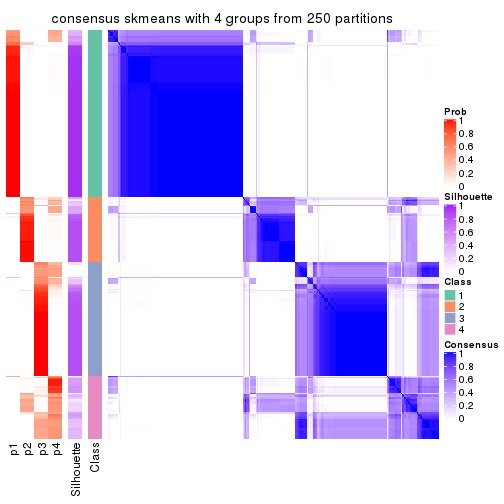 consensus skmeans with 4 groups from 250 partitions
Prob
1
0.8
0.6
0.4
0.2
0
Silhouette
1
0.8
0.6
0.4
0.2
0
Class
1
2
3
4
Consensus
1
0.8
0.6
0.4
0.2
0
p1
p2
p3
p4
Silhouette
Class